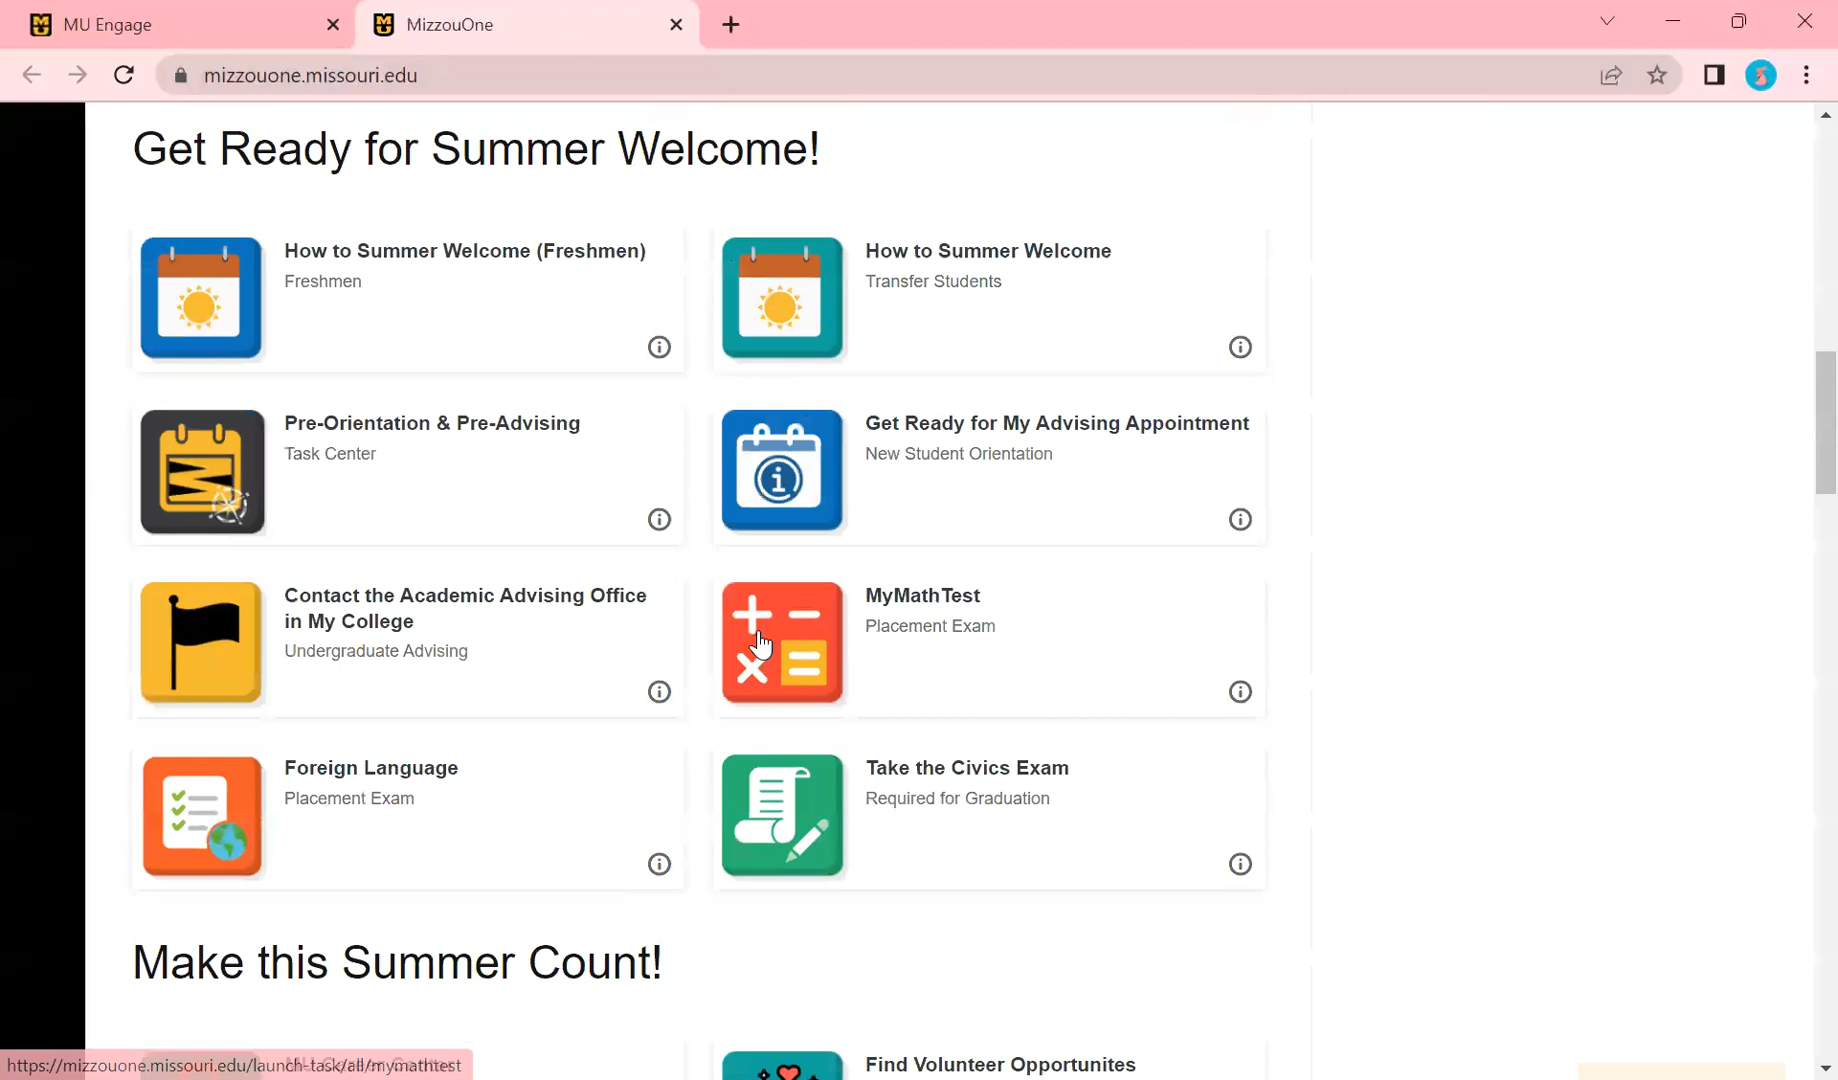 MU Engage
MizzouOne
mizzouone.missouri.edu
Get Ready for Summer Welcome!
How to Summer Welcome (Freshmen)
Freshmen
How to Summer Welcome
Transfer Students
Pre-Orientation & Pre-Advising
Task Center
Get Ready for My Advising Appointment
New Student Orientation
Contact the Academic Advising Office
in My College
Undergraduate Advising
MyMathTest
Placement Exam
Foreign Language
Placement Exam
Take the Civics Exam
Required for Graduation
Make this Summer Count!
https://mizzouone.missouri.edu/launch-task/all/mymathtest
MU Career Center
Find Volunteer Opportunites